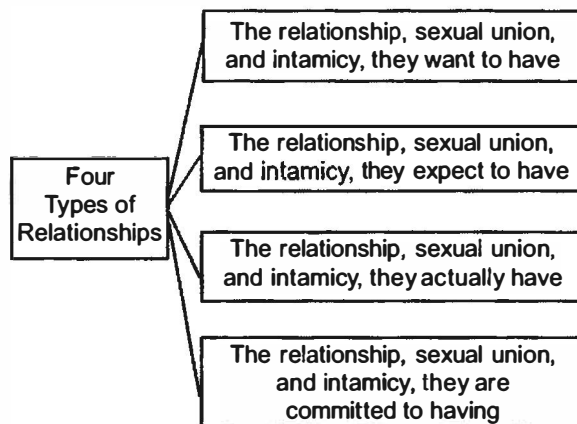 The relationship, sexual union,
and intamicy, they want to have
The relationship, sexual union,
and intamicy, they expect to have
Four
Types of
Relationships
The relationship, sexual union,
and intamicy, they actually have
The relationship, sexual union,
and intamicy, they are
committed to having